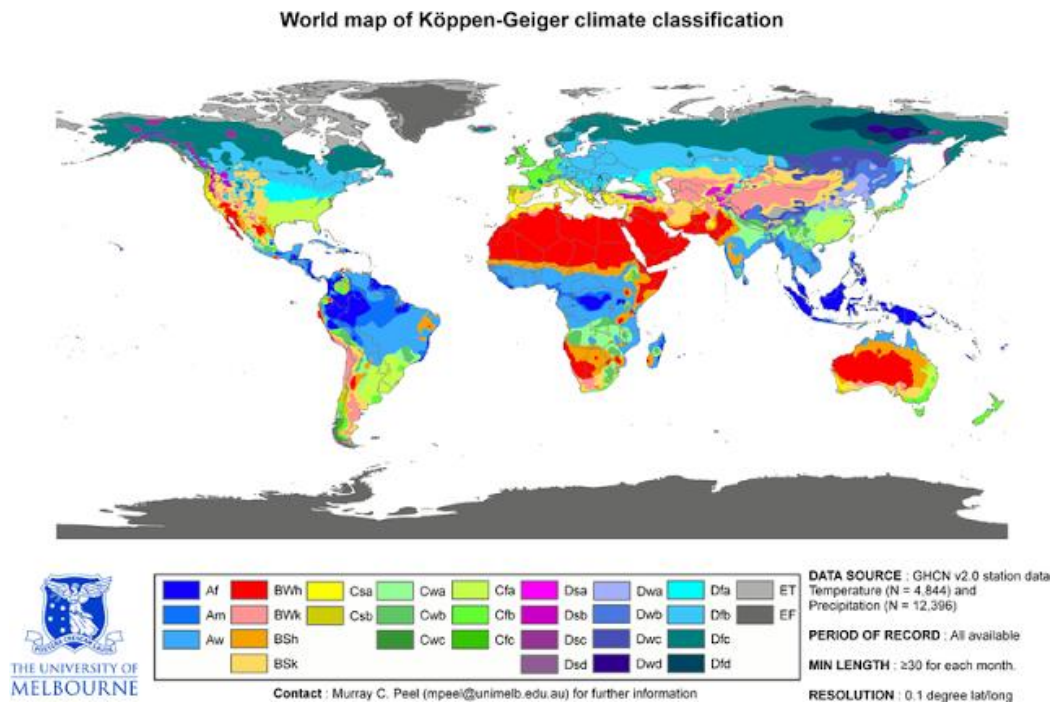 World map of Köppen-Geiger climate classification
Af
Am
Aw
BWh
BWk
BSh
BSk
Csa
Csb
Cwa
Cwb
Cwc
Cfa
Cfb
Cfc
Dsa
Dsb
Dsc
Dsd
Dwa
Dwb
Dwc
Dwd
Dfa
Dfb
Dfc
Dfd
ET
EF
THE UNIVERSITY OF
MELBOURNE
Contact : Murray C. Peel (mpeel@unimelb.edu.au) for further information
DATA SOURCE : GHCN v2.0 station data
Temperature (N = 4,844) and
Precipitation (N = 12,396)
PERIOD OF RECORD : All available
MIN LENGTH : ≥30 for each month.
RESOLUTION : 0.1 degree lat/long